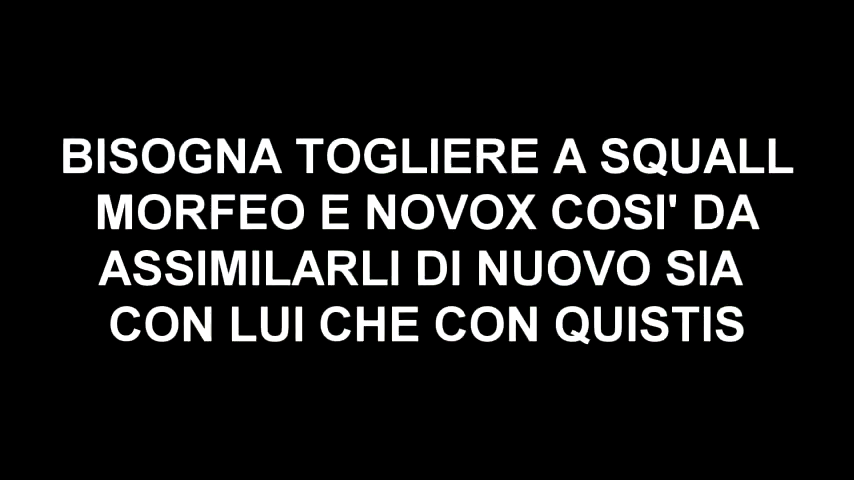 BISOGNA TOGLIERE A SQUALL
MORFEO E NOVOX COSI' DA
ASSIMILARLI DI NUOVO SIA
CON LUI CHE CON QUISTIS